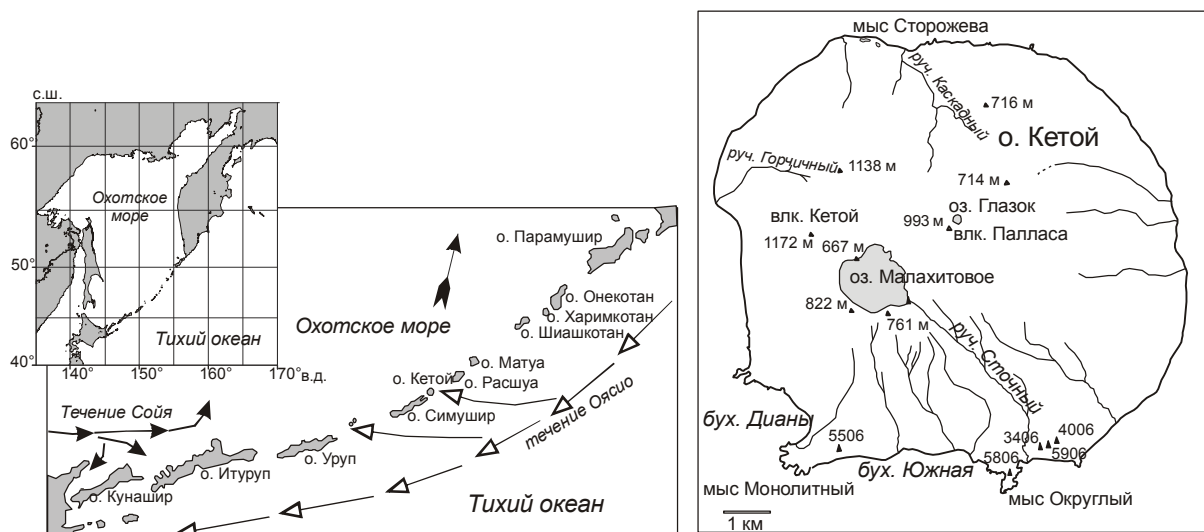 с.ш.
60°
50°
40°
140°
150°
160°
170°
в.д.
Охотское
море
Тихий океан
о. Парамушир
о. Онекотан
о. Харимкотан
о. Шиашкотан
Охотское море
о. Матуа
о. Расшуа
о. Кетой
о. Симушир
течение Оясио
Течение Сойя
о. Уруп
о. Итуруп
о. Кунашир
Тихий океан
мыс Сторожева
руч. Каскадный
716 м
о. Кетой
руч. Горчичный
1138 м
714 м
оз. Глазок
993 м
влк. Палласа
влк. Кетой
1172 м
667 м
оз. Малахитовое
822 м
761 м
руч. Сточный
бух. Дианы
5506
3406
4006
5906
5806
бух. Южная
мыс Монолитный
мыс Округлый
1 км